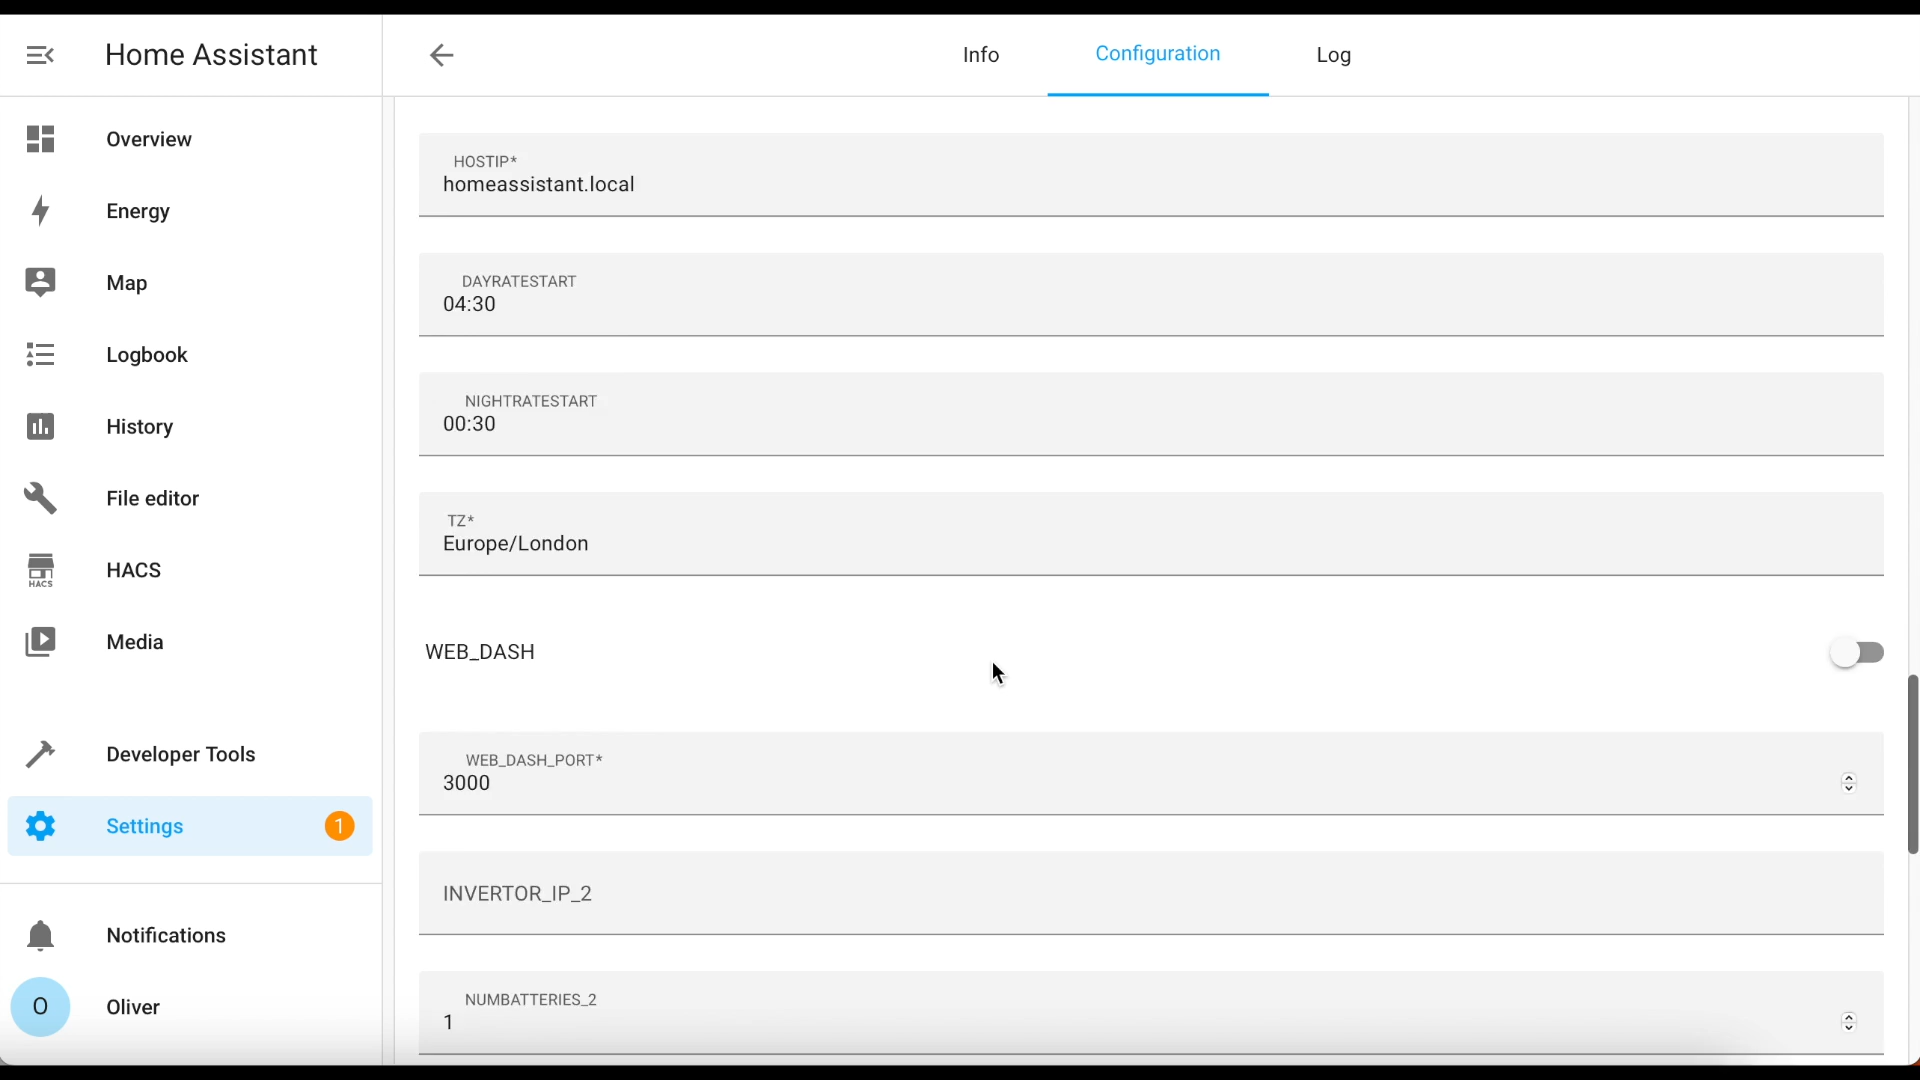 Home Assistant
Info
Configuration
Log
Overview
Energy
Map
Logbook
History
File editor
HACS
HACS
Media
Developer Tools
Settings
1
Notifications
O
Oliver
HOSTIP*
homeassistant.local
DAYRATESTART
04:30
NIGHTRATESTART
00:30
TZ*
Europe/London
WEB_DASH
WEB_DASH_PORT*
3000
INVERTOR_IP_2
NUMBATTERIES_2
1